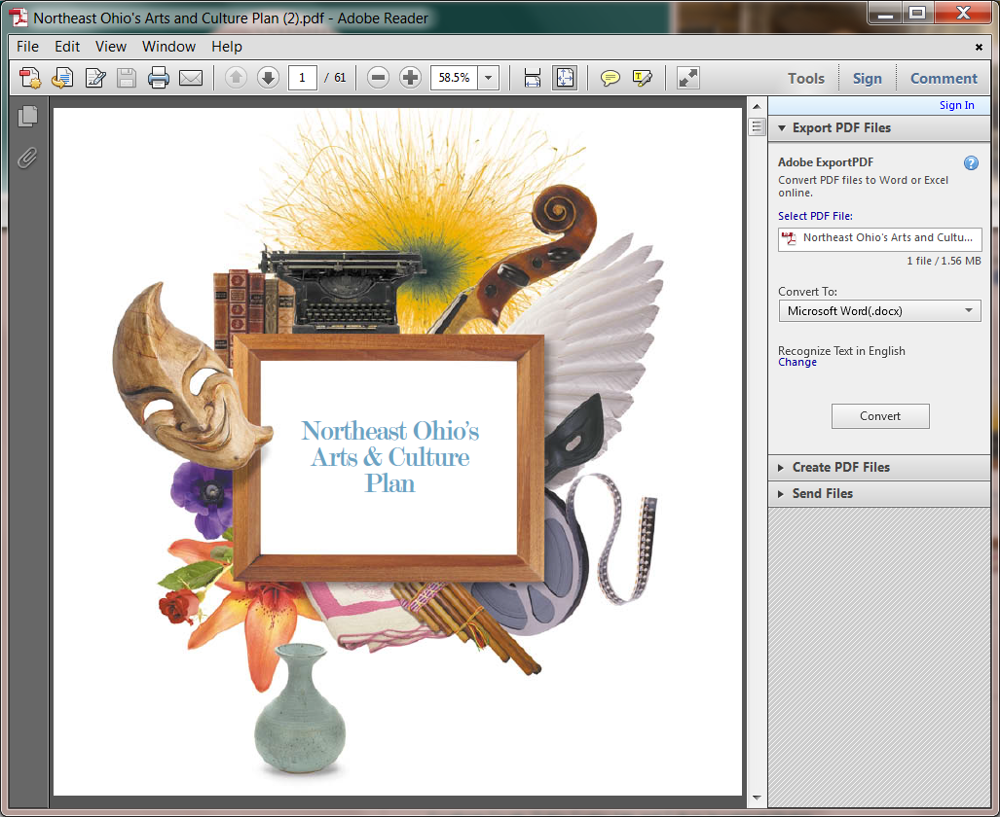 Northeast Ohio's Arts and Culture Plan (2).pdf - Adobe Reader
File Edit View Window Help
1 / 61 58.5% Tools Sign Comment
Sign In
Export PDF Files
Adobe ExportPDF
Convert PDF files to Word or Excel
online.
Select PDF File:
Northeast Ohio's Arts and Cultu...
1 file / 1.56 MB
Convert To:
Microsoft Word(.docx)
Recognize Text in English
Change
Convert
Create PDF Files
Send Files
Northeast Ohio's
Arts & Culture
Plan